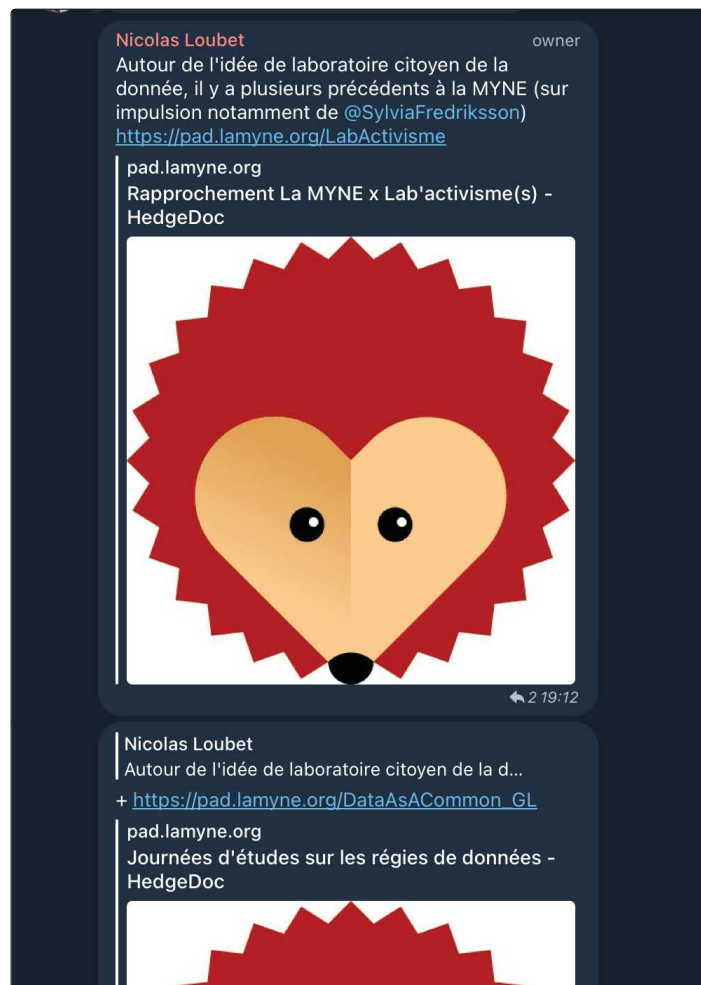 Nicolas Loubet owner
Autour de l'idée de laboratoire citoyen de la
donnée, il y a plusieurs précédents à la MYNE (sur
impulsion notamment de @SylviaFredriksson)
https://pad.lamyne.org/LabActivisme
pad.lamyne.org
Rapprochement La MYNE x Lab'activisme(s) -
HedgeDoc
2 19:12
Nicolas Loubet
Autour de l'idée de laboratoire citoyen de la d...
+ https://pad.lamyne.org/DataAsACommon_GL
pad.lamyne.org
Journées d'études sur les régies de données -
HedgeDoc